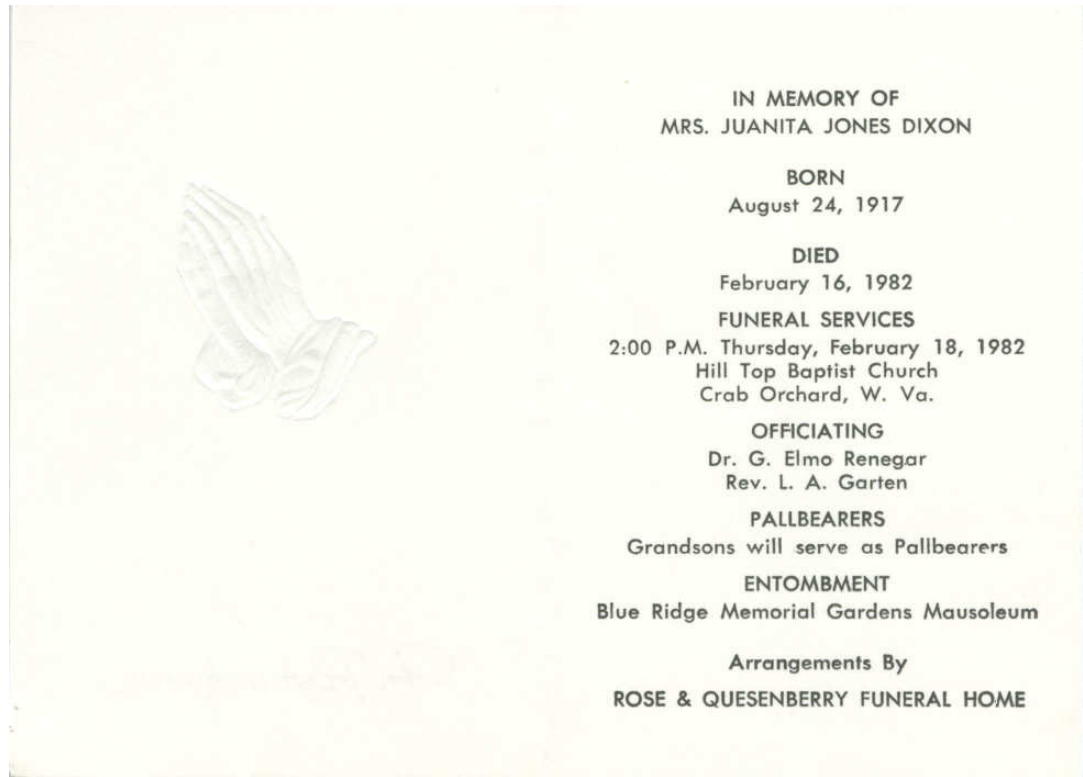 IN MEMORY OF
MRS. JUANITA JONES DIXON
BORN
August 24, 1917
DIED
February 16, 1982
FUNERAL SERVICES
2:00 P.M. Thursday, February 18, 1982
Hill Top Baptist Church
Crab Orchard, W. Va.
OFFICIATING
Dr. G. Elmo Renegar
Rev. L. A. Garten
PALLBEARERS
Grandsons will serve as Pallbearers
ENTOMBMENT
Blue Ridge Memorial Gardens Mausoleum
Arrangements By
ROSE & QUESENBERRY FUNERAL HOME